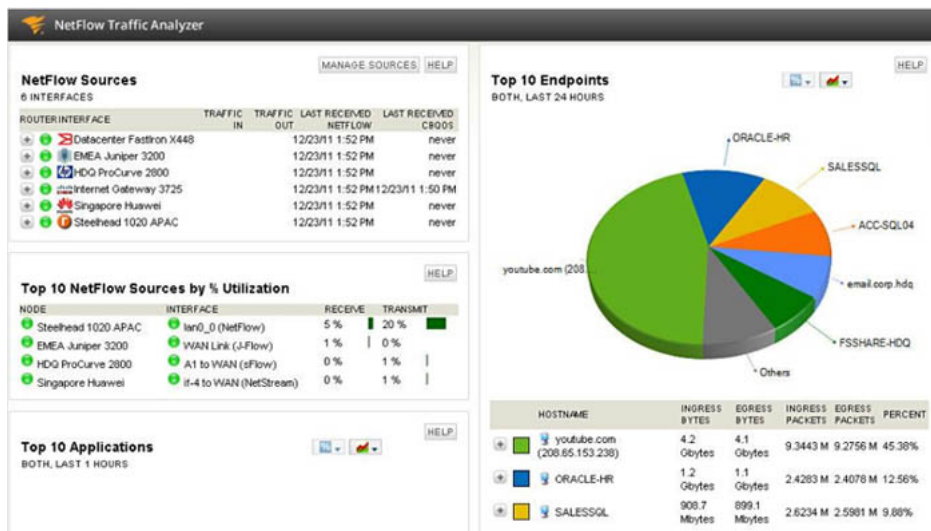 NetFlow Traffic Analyzer
MANAGE SOURCES HELP
NetFlow Sources
6 INTERFACES
ROUTER INTERFACE TRAFFIC IN TRAFFIC OUT LAST RECEIVED NETFLOW LAST RECEIVED CBQOS
Datacenter FastIron X448 12/23/11 1:52 PM never
EMEA Juniper 3200 12/23/11 1:52 PM never
HDQ ProCurve 2800 12/23/11 1:52 PM never
Internet Gateway 3725 12/23/11 1:52 PM 12/23/11 1:50 PM
Singapore Huawei 12/23/11 1:52 PM never
Steelhead 1020 APAC 12/23/11 1:52 PM never
HELP
Top 10 NetFlow Sources by % Utilization
NODE INTERFACE RECEIVE TRANSMIT
Steelhead 1020 APAC lan0_0 (NetFlow) 5 % 20 %
EMEA Juniper 3200 WAN Link (J-Flow) 1 % 0 %
HDQ ProCurve 2800 A1 to WAN (sFlow) 0 % 1 %
Singapore Huawei if-4 to WAN (NetStream) 0 % 1 %
HELP
Top 10 Applications
BOTH, LAST 1 HOURS
HELP
Top 10 Endpoints
BOTH, LAST 24 HOURS
ORACLE-HR
SALESSQL
ACC-SQL04
youtube.com (208....
email.corp.hdq
FSSHARE-HDQ
Others
HOSTNAME INGRESS BYTES EGRESS BYTES INGRESS PACKETS EGRESS PACKETS PERCENT
youtube.com (208.65.153.238) 4.2 Gbytes 4.1 Gbytes 9.3443 M 9.2756 M 45.38%
ORACLE-HR 1.2 Gbytes 1.1 Gbytes 2.4283 M 2.4078 M 12.56%
SALESSQL 908.7 Mbytes 899.1 Mbytes 2.6234 M 2.5981 M 9.88%